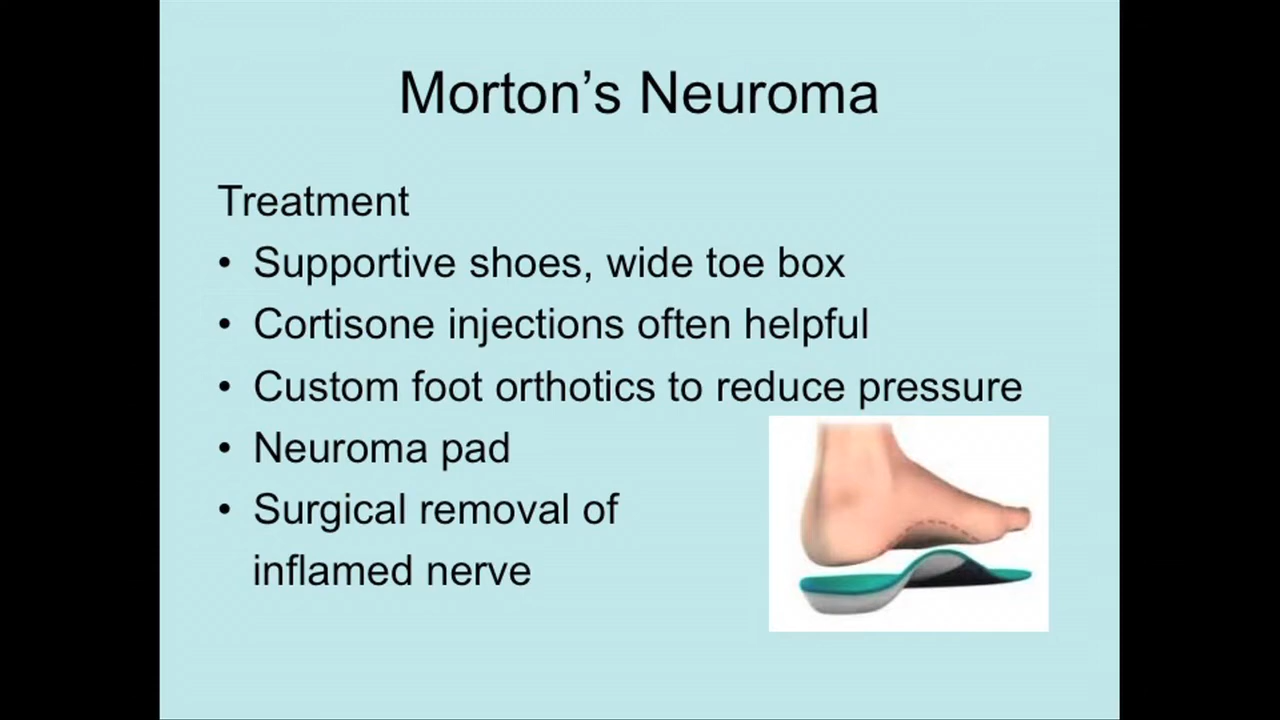 Morton’s Neuroma
Treatment
• Supportive shoes, wide toe box
• Cortisone injections often helpful
• Custom foot orthotics to reduce pressure
• Neuroma pad
• Surgical removal of
inflamed nerve